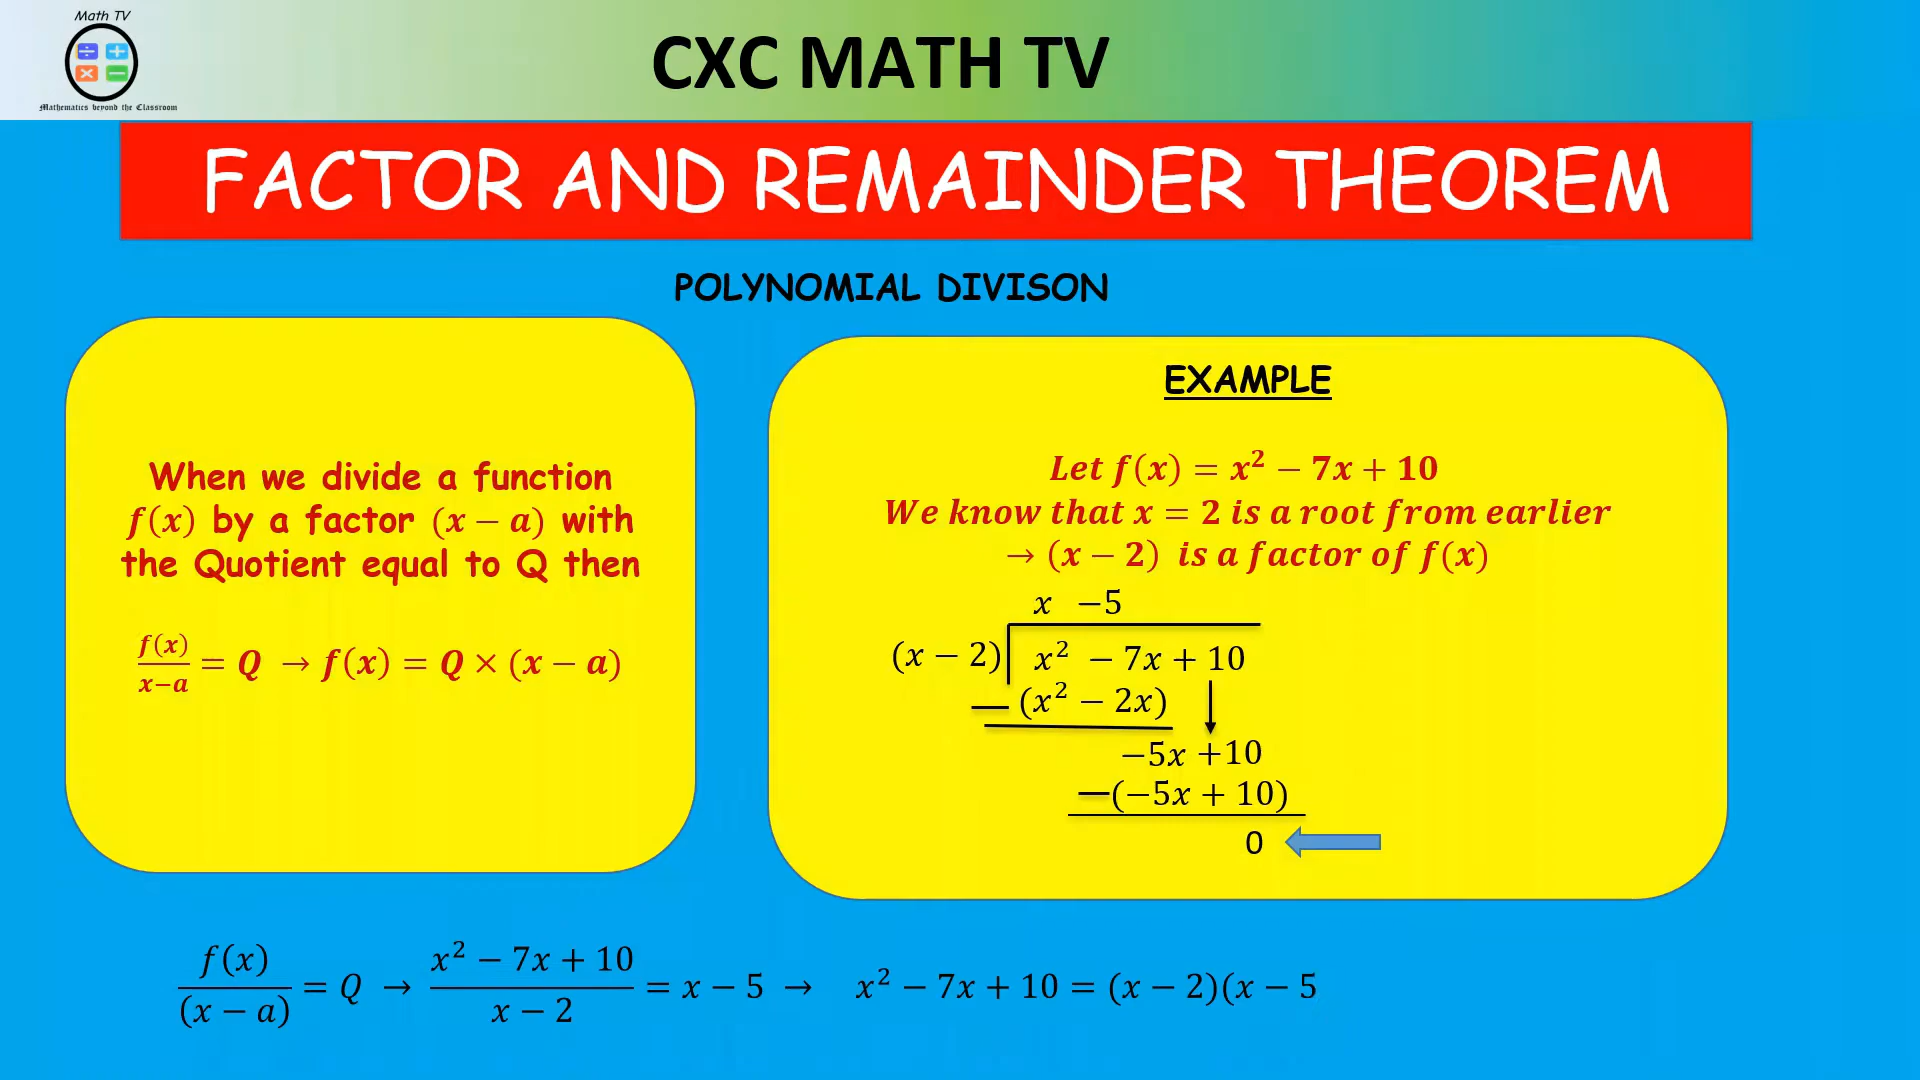 Math TV
Mathematics beyond the Classroom
CXC MATH TV
FACTOR AND REMAINDER THEOREM
POLYNOMIAL DIVISON
When we divide a function
f(x) by a factor (x − a) with
the Quotient equal to Q then
f(x)/x−a = Q → f(x) = Q × (x − a)
EXAMPLE
Let f(x) = x² − 7x + 10
We know that x = 2 is a root from earlier
→ (x − 2) is a factor of f(x)
x −5
(x − 2) x² − 7x + 10
— (x² − 2x)
−5x +10
—(−5x + 10)
0
f(x)/(x − a) = Q → x² − 7x + 10/x − 2 = x − 5 → x² − 7x + 10 = (x − 2)(x − 5